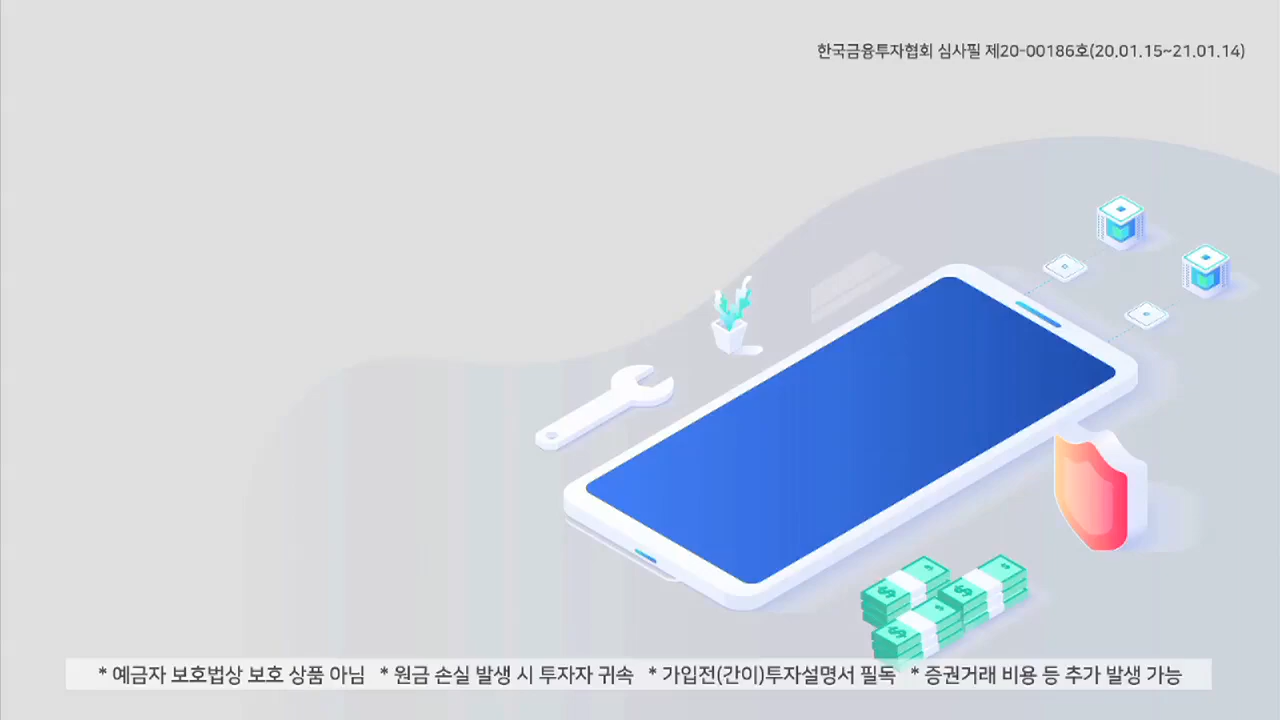 한국금융투자협회 심사필 제20-00186호(20.01.15~21.01.14)
* 예금자 보호법상 보호 상품 아님 * 원금 손실 발생 시 투자자 귀속 * 가입전(간이)투자설명서 필독 * 증권거래 비용 등 추가 발생 가능